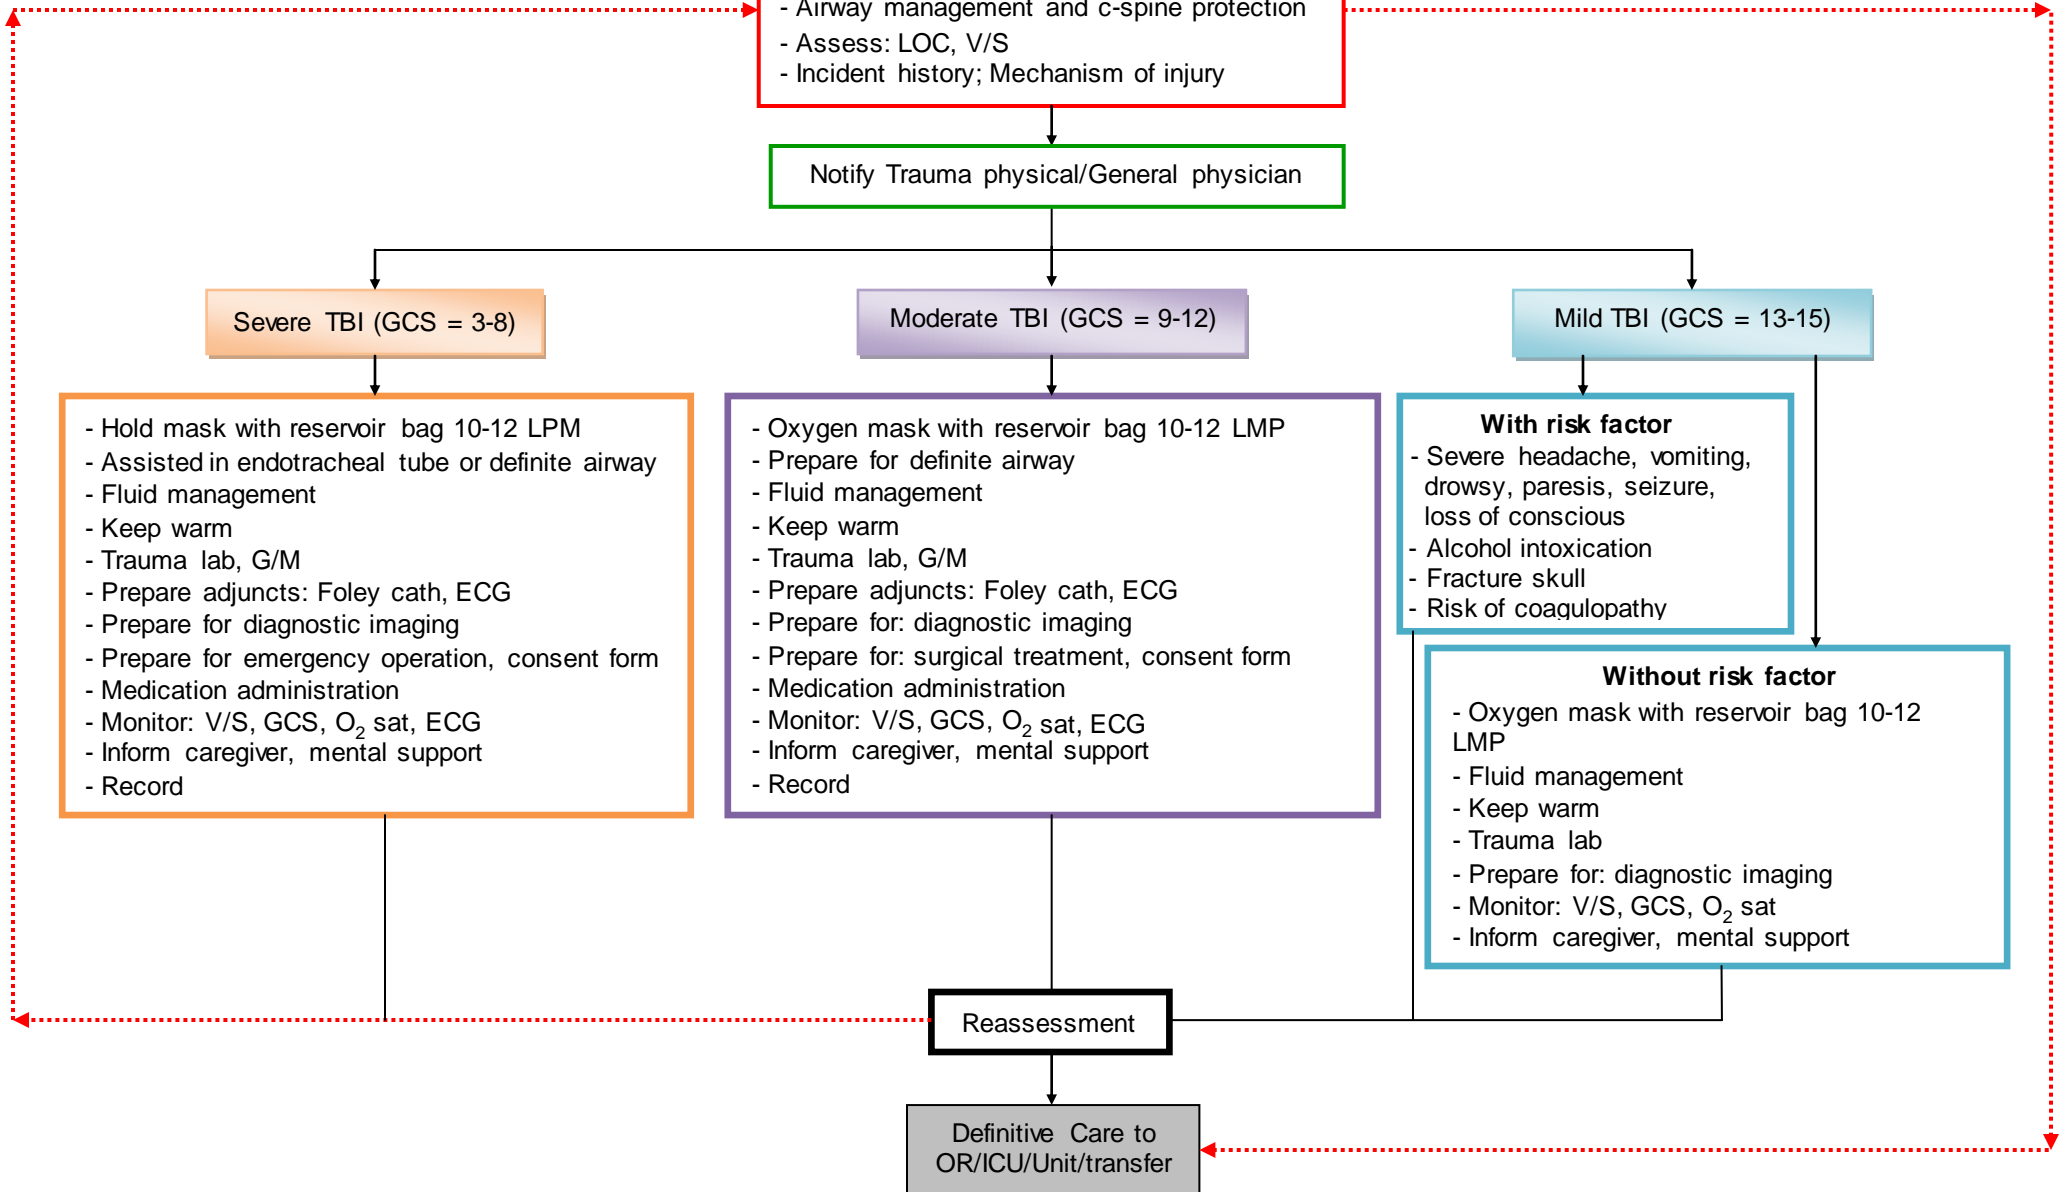 - Airway management and c-spine protection
- Assess: LOC, V/S
- Incident history; Mechanism of injury
Notify Trauma physical/General physician
Severe TBI (GCS = 3-8)
Moderate TBI (GCS = 9-12)
Mild TBI (GCS = 13-15)
- Hold mask with reservoir bag 10-12 LPM
- Assisted in endotracheal tube or definite airway
- Fluid management
- Keep warm
- Trauma lab, G/M
- Prepare adjuncts: Foley cath, ECG
- Prepare for diagnostic imaging
- Prepare for emergency operation, consent form
- Medication administration
- Monitor: V/S, GCS, O2 sat, ECG
- Inform caregiver, mental support
- Record
- Oxygen mask with reservoir bag 10-12 LMP
- Prepare for definite airway
- Fluid management
- Keep warm
- Trauma lab, G/M
- Prepare adjuncts: Foley cath, ECG
- Prepare for: diagnostic imaging
- Prepare for: surgical treatment, consent form
- Medication administration
- Monitor: V/S, GCS, O2 sat, ECG
- Inform caregiver, mental support
- Record
With risk factor
- Severe headache, vomiting,
drowsy, paresis, seizure,
loss of conscious
- Alcohol intoxication
- Fracture skull
- Risk of coagulopathy
Without risk factor
- Oxygen mask with reservoir bag 10-12
LMP
- Fluid management
- Keep warm
- Trauma lab
- Prepare for: diagnostic imaging
- Monitor: V/S, GCS, O2 sat
- Inform caregiver, mental support
Reassessment
Definitive Care to
OR/ICU/Unit/transfer